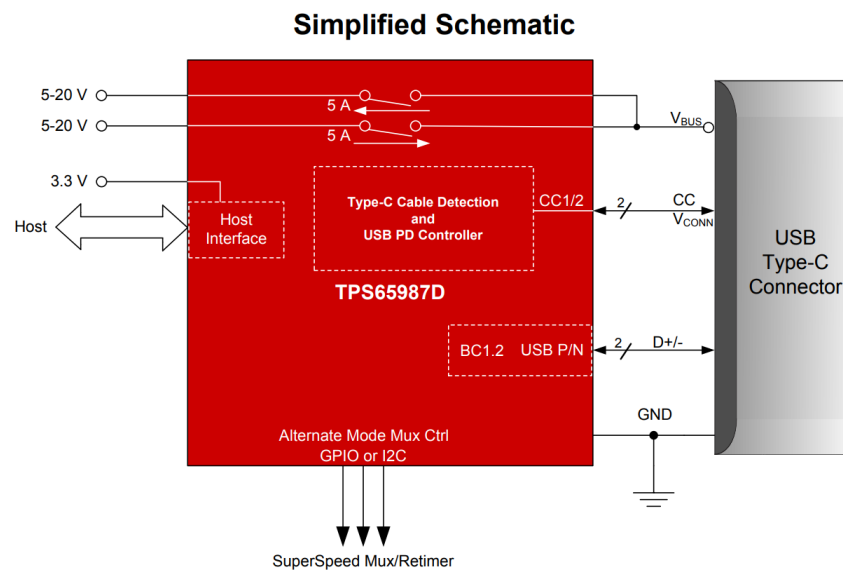 Simplified Schematic
5-20 V
5 A
5-20 V
5 A
VBUS
3.3 V
Host
Host
Interface
Type-C Cable Detection
and
USB PD Controller
CC1/2
2
CC
VCONN
USB
Type-C
Connector
TPS65987D
BC1.2 USB P/N
2
D+/-
GND
Alternate Mode Mux Ctrl
GPIO or I2C
SuperSpeed Mux/Retimer